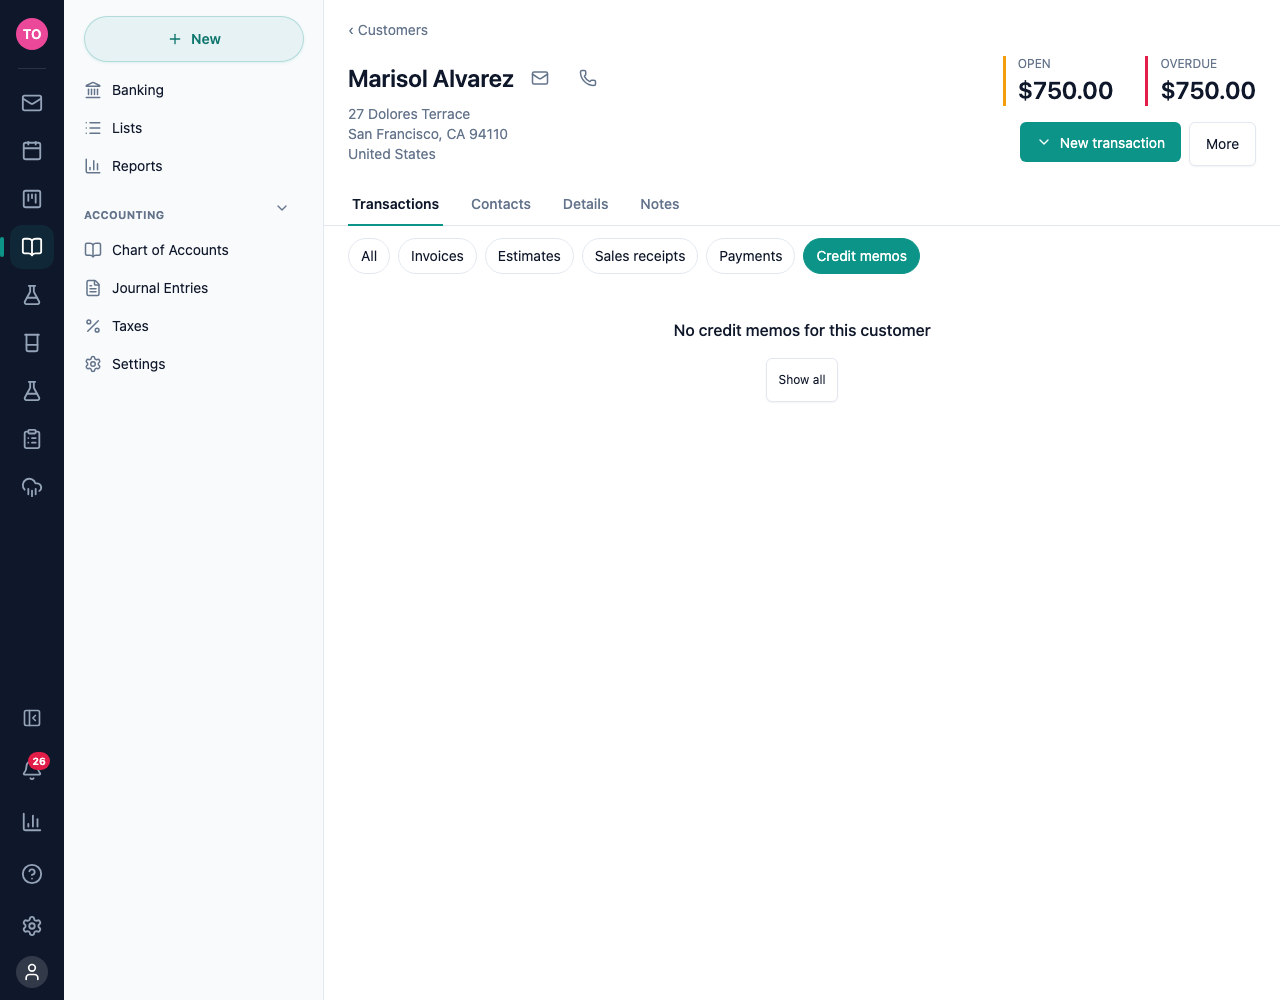 TO
New
Banking
Lists
Reports
ACCOUNTING
Chart of Accounts
Journal Entries
Taxes
Settings
26
‹ Customers
Marisol Alvarez
27 Dolores Terrace
San Francisco, CA 94110
United States
OPEN
$750.00
OVERDUE
$750.00
New transaction
More
Transactions Contacts Details Notes
All Invoices Estimates Sales receipts Payments Credit memos
No credit memos for this customer
Show all